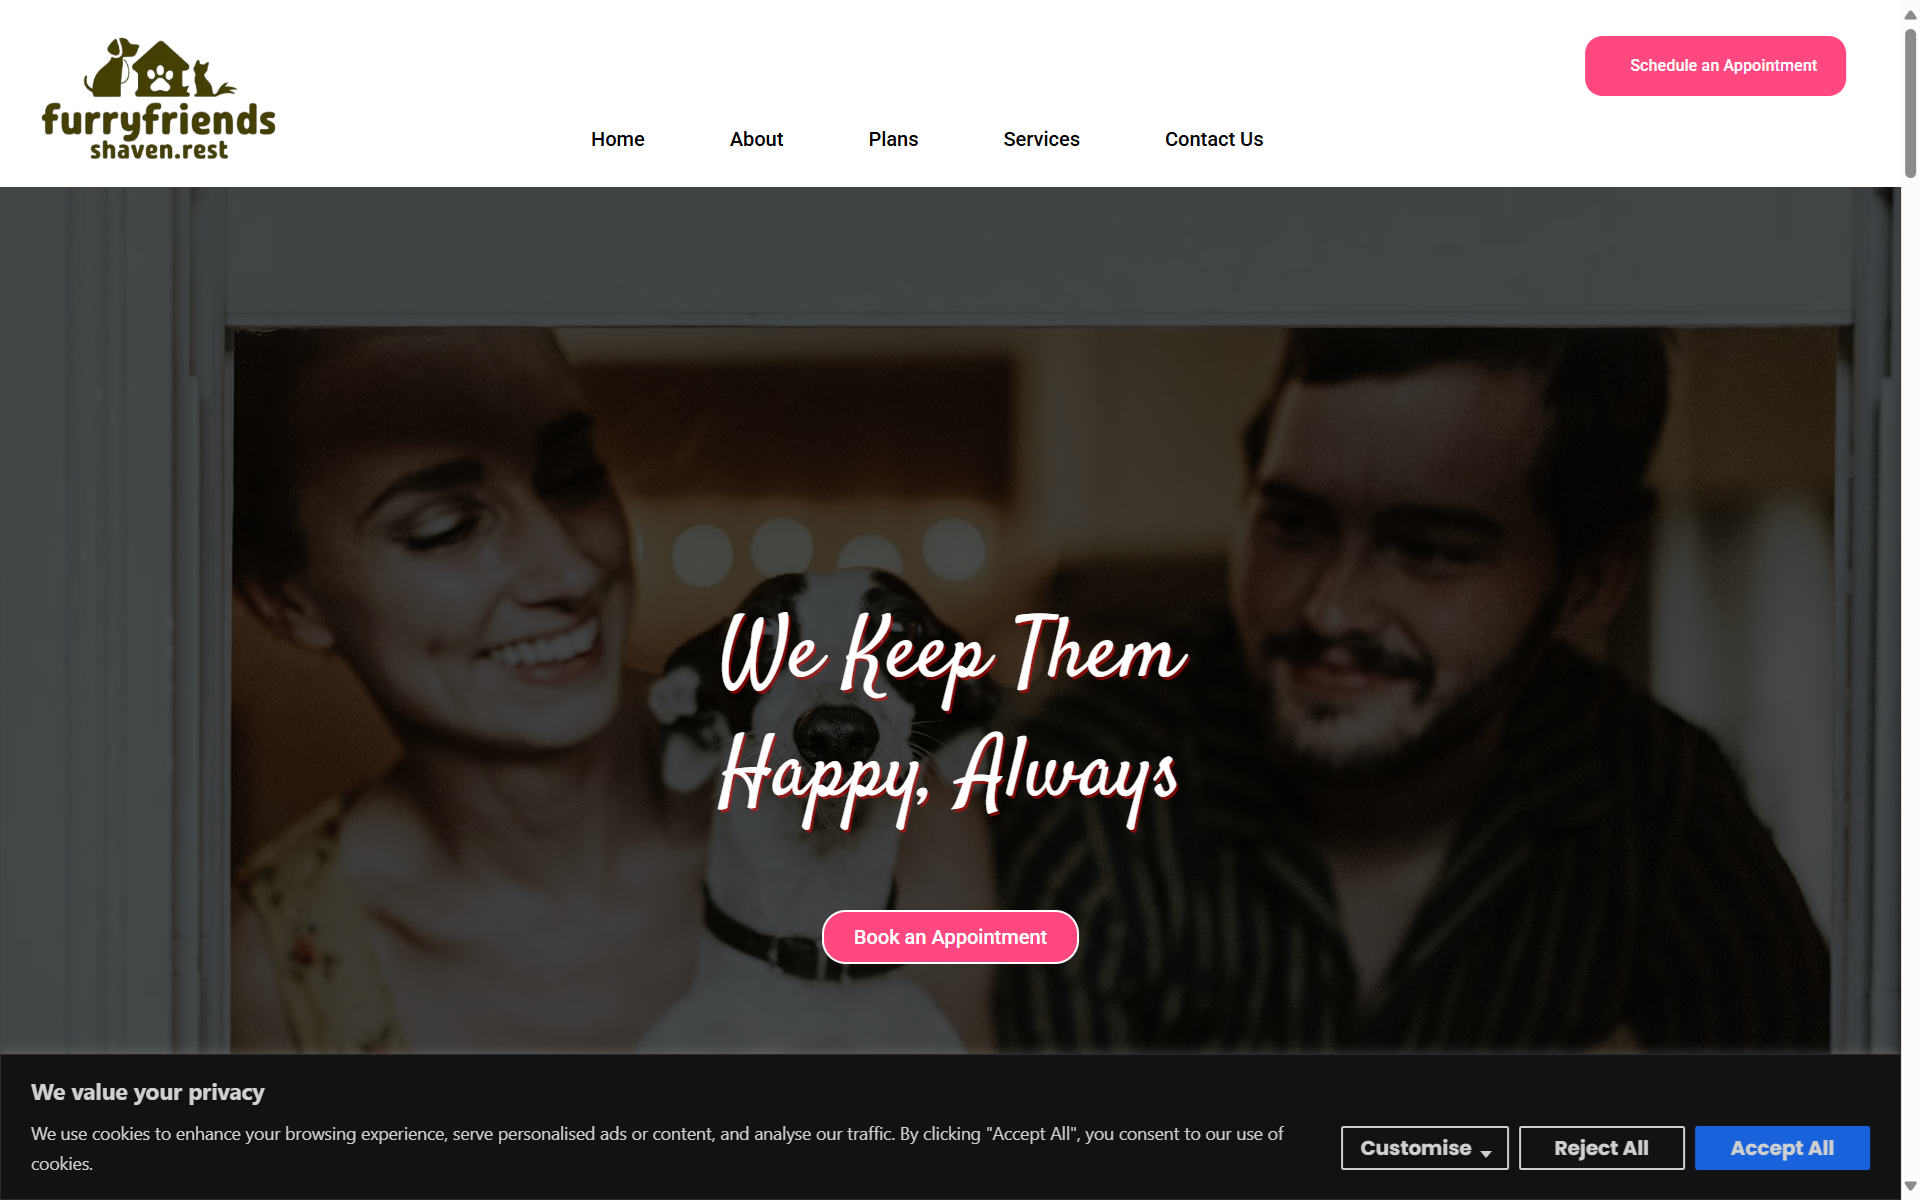 furryfriends
shaven.rest
Schedule an Appointment
Home
About
Plans
Services
Contact Us
We Keep Them
Happy, Always
Book an Appointment
We value your privacy
We use cookies to enhance your browsing experience, serve personalised ads or content, and analyse our traffic. By clicking "Accept All", you consent to our use of
cookies.
Customise
Reject All
Accept All